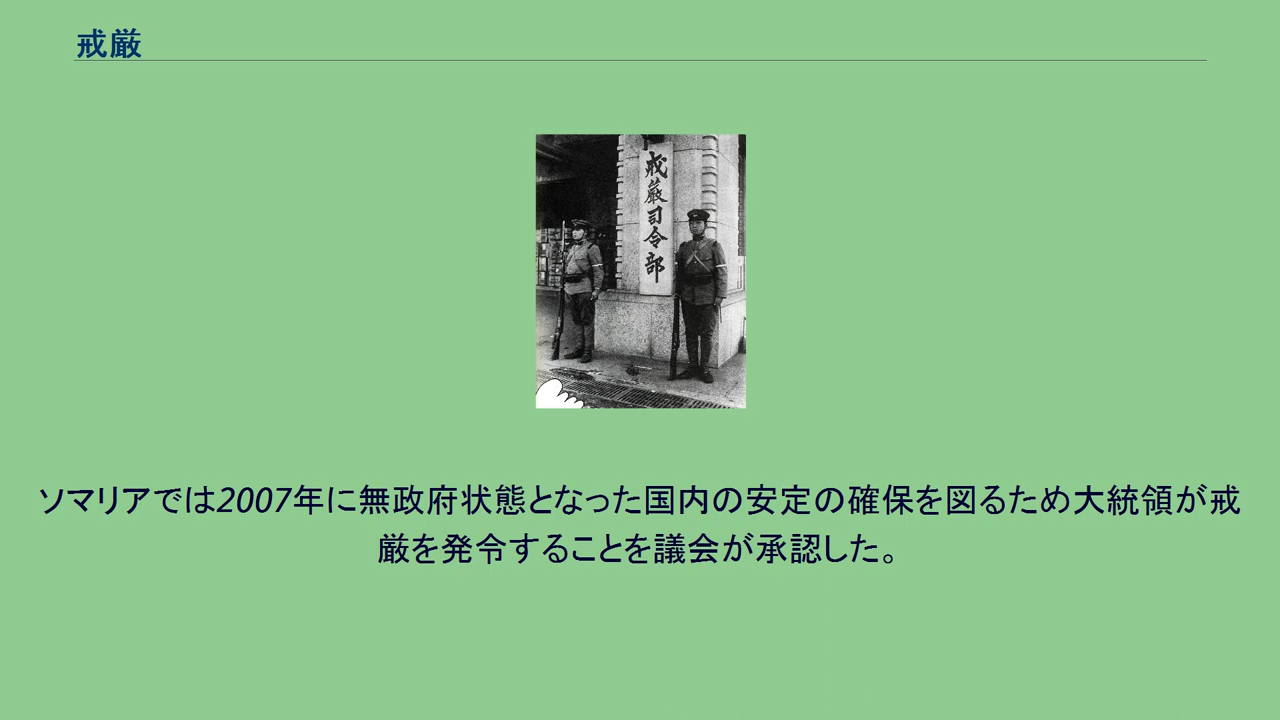 戒厳
戒厳司令部
ソマリアでは2007年に無政府状態となった国内の安定の確保を図るため大統領が戒
厳を発令することを議会が承認した。